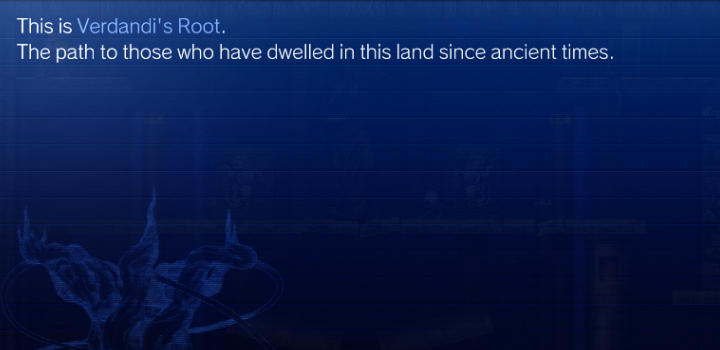 This is Verdandi's Root.
The path to those who have dwelled in this land since ancient times.